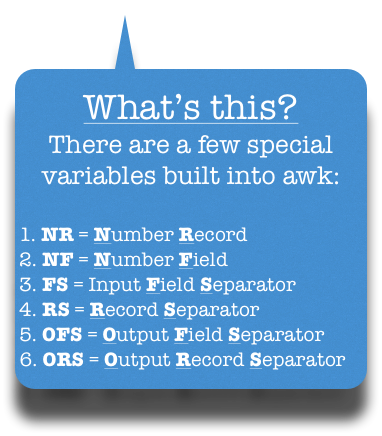 What's this?
There are a few special
variables built into awk:
1. NR = Number Record
2. NF = Number Field
3. FS = Input Field Separator
4. RS = Record Separator
5. OFS = Output Field Separator
6. ORS = Output Record Separator